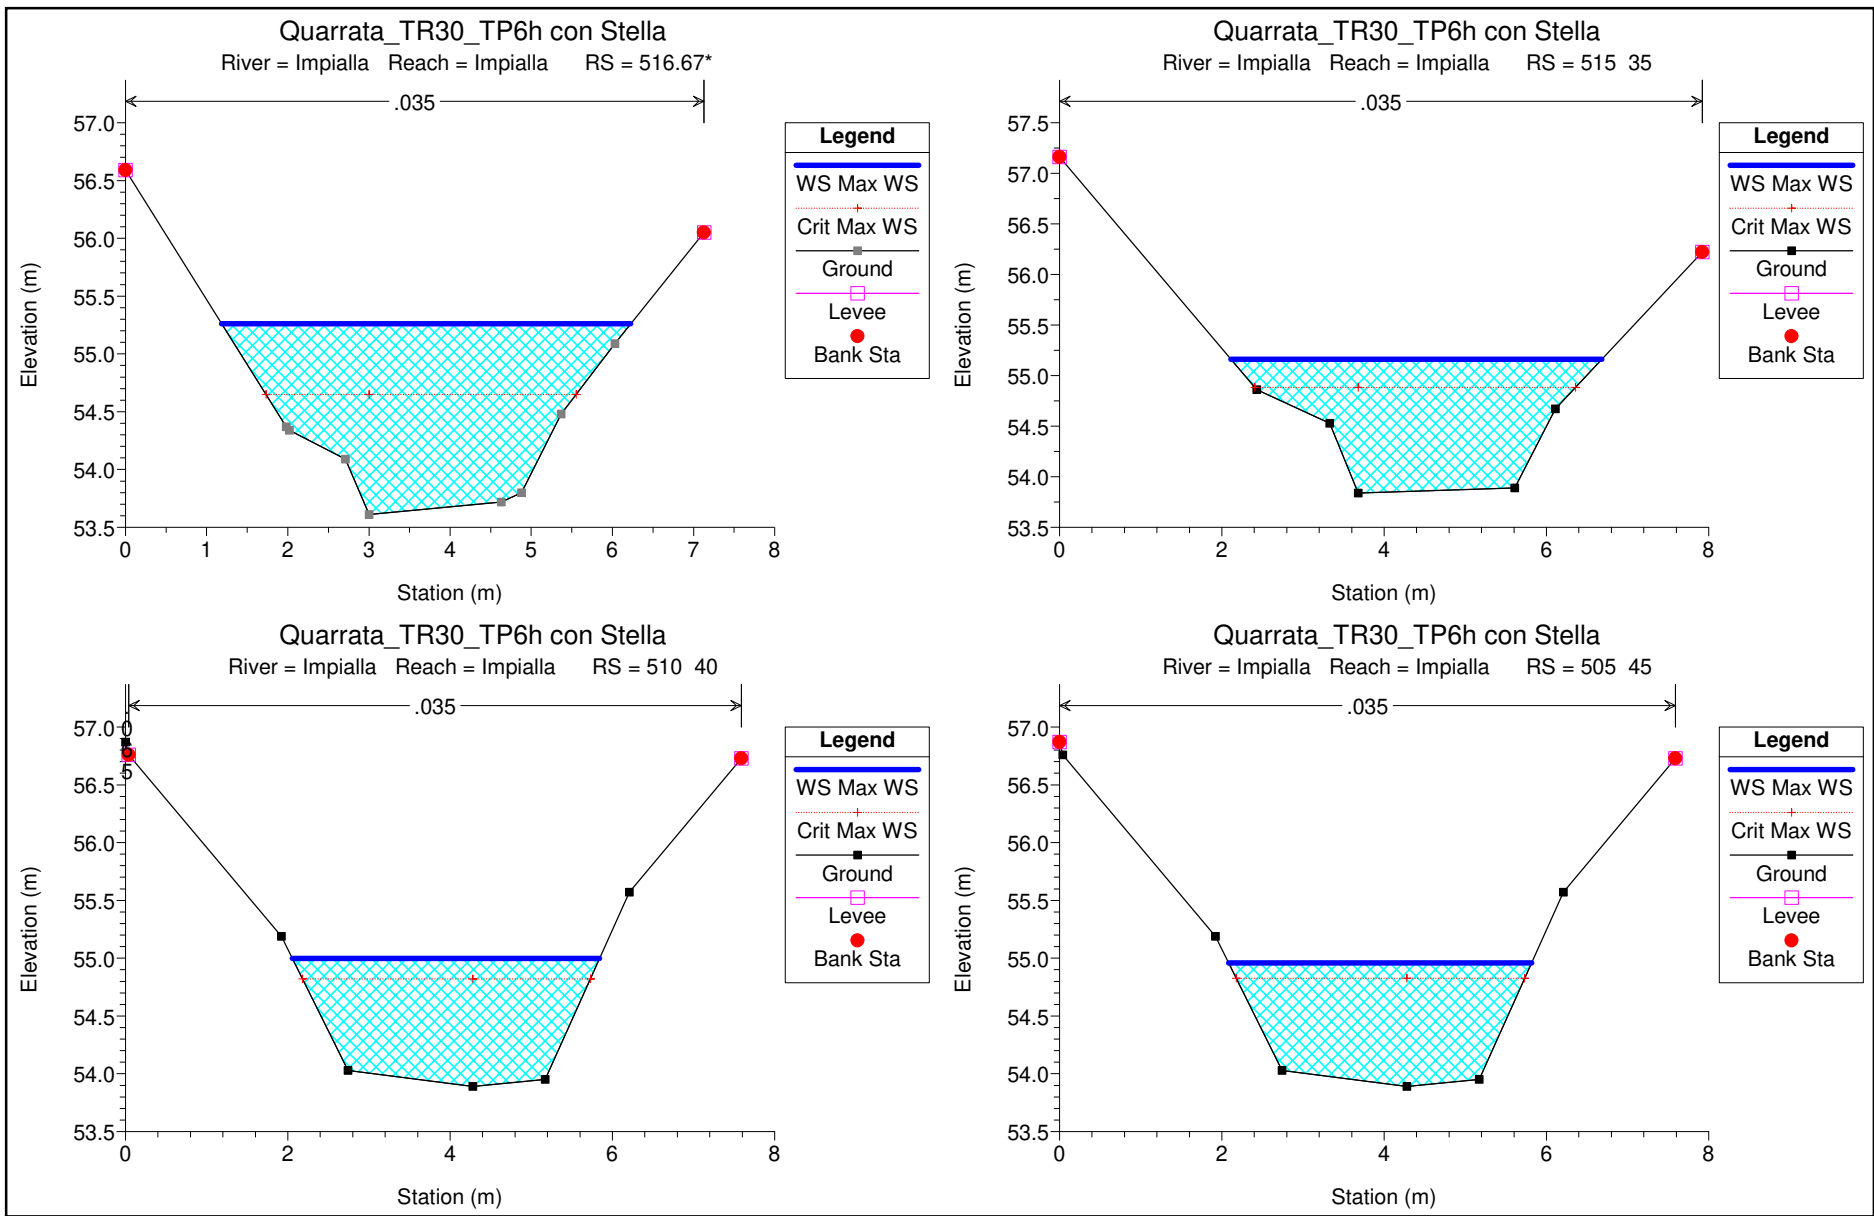 Quarrata_TR30_TP6h con Stella
River = Impialla Reach = Impialla RS = 516.67*
.035
57.0
56.5
56.0
55.5
55.0
54.5
54.0
53.5
0 1 2 3 4 5 6 7 8
Station (m)
Elevation (m)
Legend
WS Max WS
Crit Max WS
Ground
Levee
Bank Sta
Quarrata_TR30_TP6h con Stella
River = Impialla Reach = Impialla RS = 515 35
.035
57.5
57.0
56.5
56.0
55.5
55.0
54.5
54.0
53.5
0 2 4 6 8
Station (m)
Elevation (m)
Legend
WS Max WS
Crit Max WS
Ground
Levee
Bank Sta
Quarrata_TR30_TP6h con Stella
River = Impialla Reach = Impialla RS = 510 40
.035
57.0
56.5
56.0
55.5
55.0
54.5
54.0
53.5
0 2 4 6 8
Station (m)
Elevation (m)
Legend
WS Max WS
Crit Max WS
Ground
Levee
Bank Sta
Quarrata_TR30_TP6h con Stella
River = Impialla Reach = Impialla RS = 505 45
.035
57.0
56.5
56.0
55.5
55.0
54.5
54.0
53.5
0 2 4 6 8
Station (m)
Elevation (m)
Legend
WS Max WS
Crit Max WS
Ground
Levee
Bank Sta